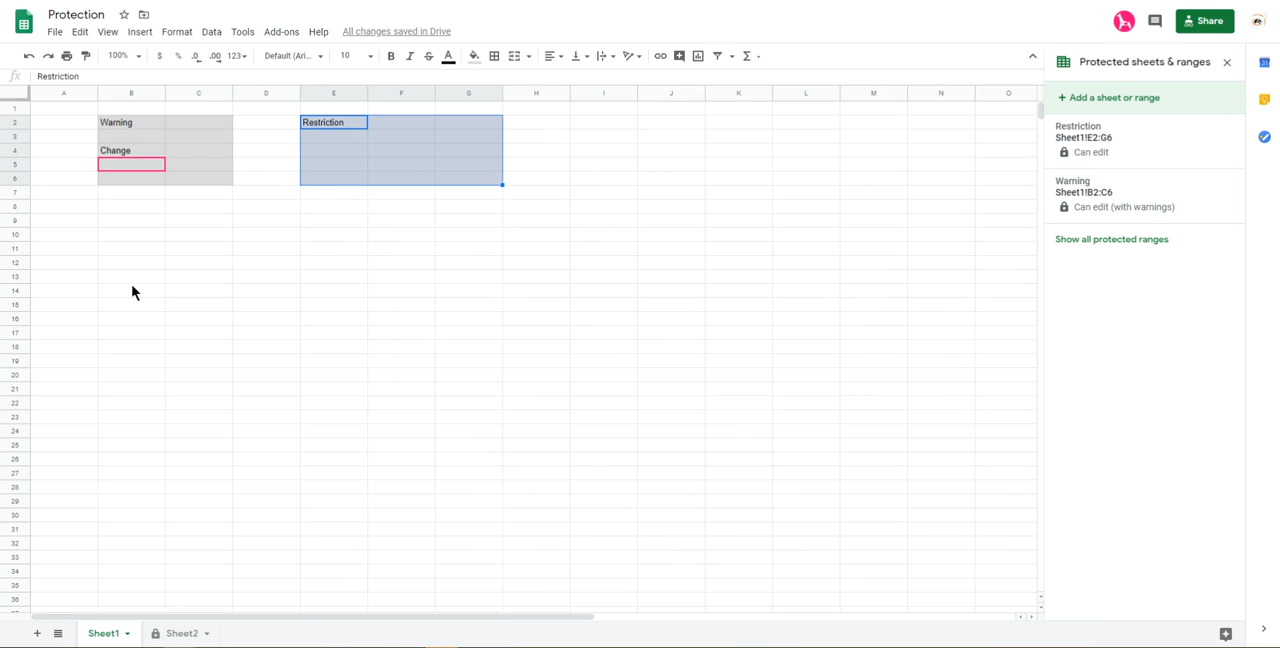 Protection
File Edit View Insert Format Data Tools Add-ons Help All changes saved in Drive
Share
100% $ % .0 .00 123 Default (Ari... 10 B I S A Σ
fx Restriction
A B C D E F G H I J K L M N O
1
2 Warning Restriction
3
4 Change
5
6
7
8
9
10
11
12
13
14
15
16
17
18
19
20
21
22
23
24
25
26
27
28
29
30
31
32
33
34
35
36
Protected sheets & ranges
+ Add a sheet or range
Restriction
Sheet1!E2:G6
Can edit
Warning
Sheet1!B2:C6
Can edit (with warnings)
Show all protected ranges
Sheet1 Sheet2